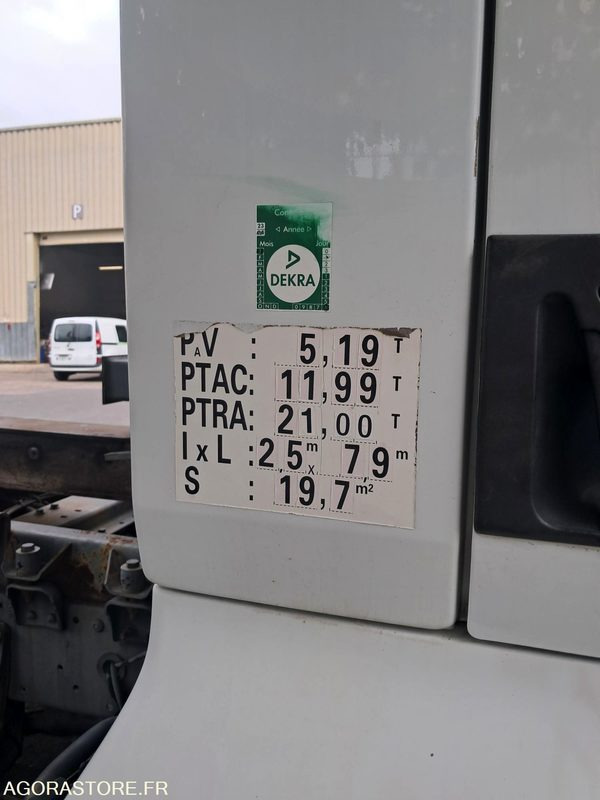 P
Année
Mois Jour
DEKRA
PAV : 5,19 T
PTAC: 11,99 T
PTRA: 21,00 T
l x L : 2,5 m x 7,9 m
S : 19,7 m²
AGORASTORE.FR